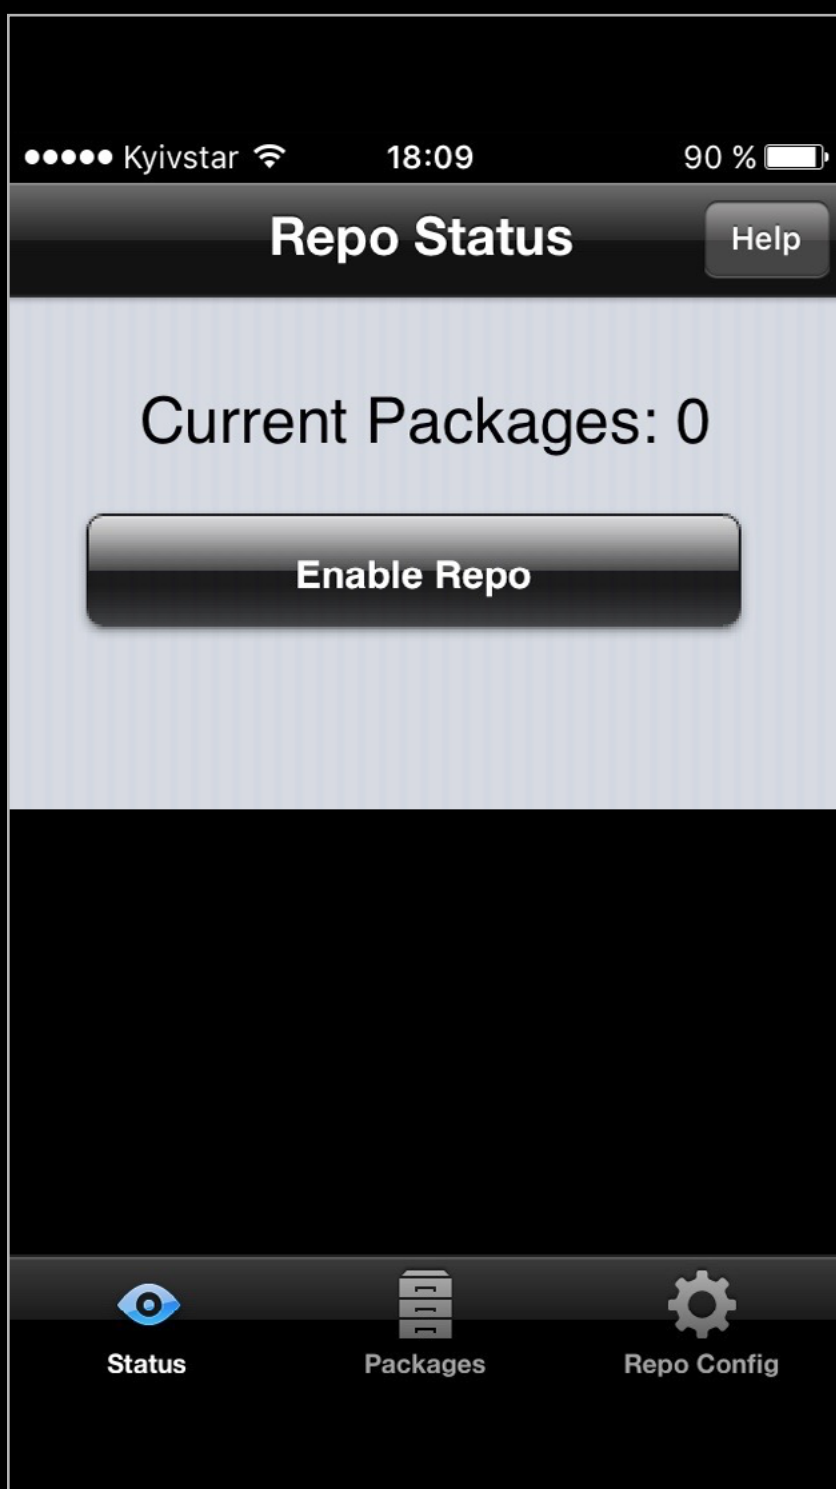 ●●●●● Kyivstar 18:09 90 %
Repo Status Help
Current Packages: 0
Enable Repo
Status Packages Repo Config